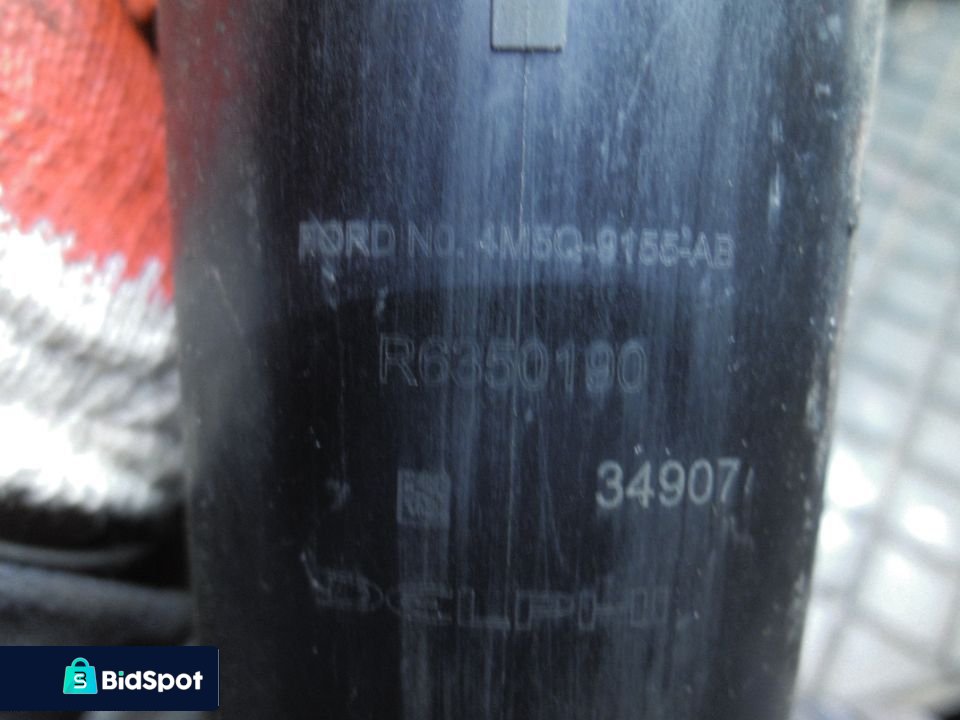 FORD NO. 4M5Q-9155-AB
R6350190
34907
DELPHI
BidSpot